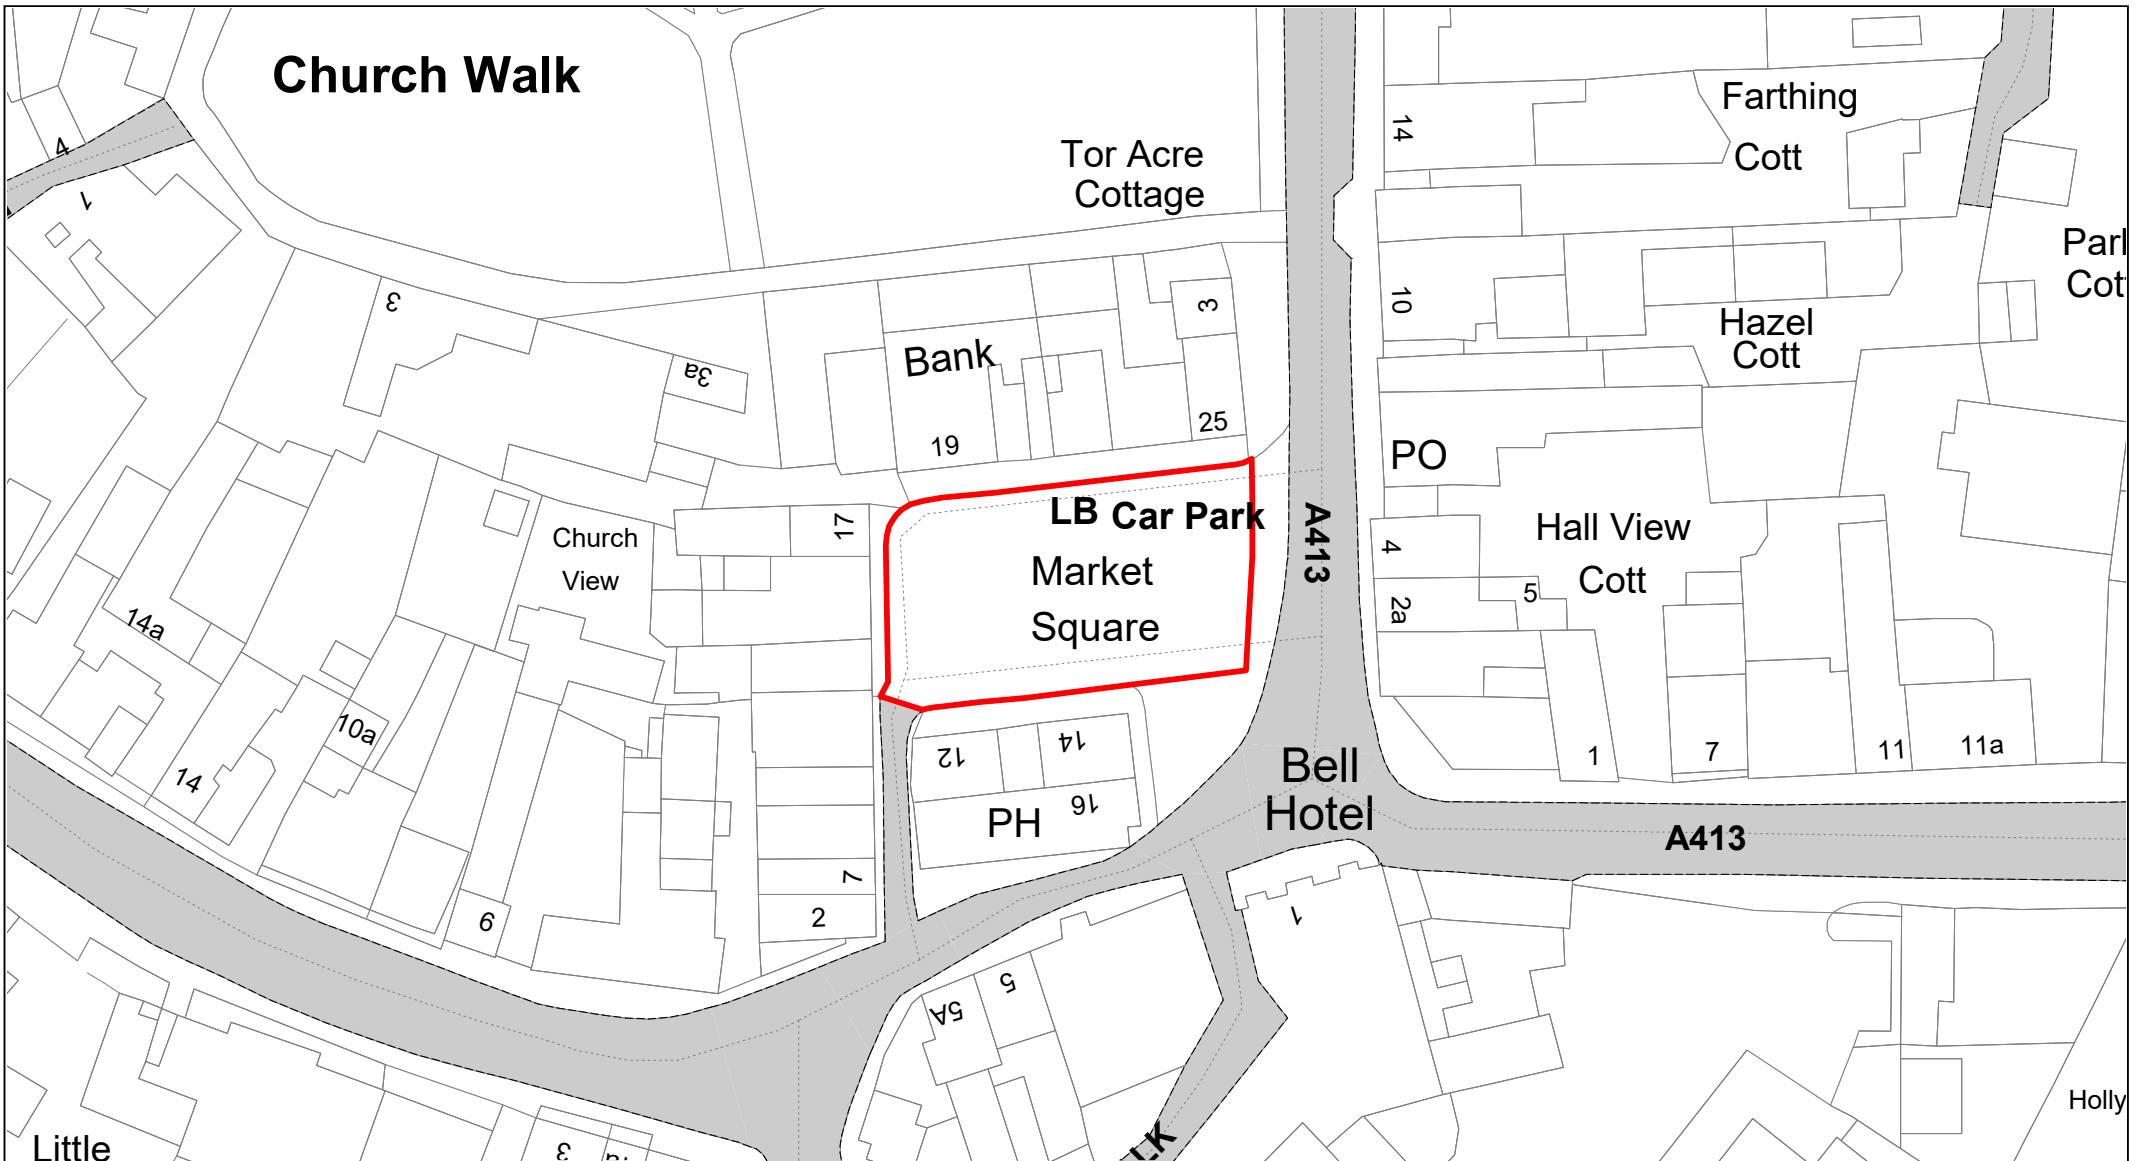 Church Walk
Farthing
Cott
14
4
1
Tor Acre
Cottage
3
3
10
Hazel
Cott
Bank
3a
25
19
PO
LB
Car Park
17
A413
Church
View
Market
Square
Hall View
Cott
4
5
2a
14a
10a
14
12
14
16
PH
Bell
Hotel
1
7
11
11a
A413
7
2
6
1
5
5A
Holly
Little
3
LK